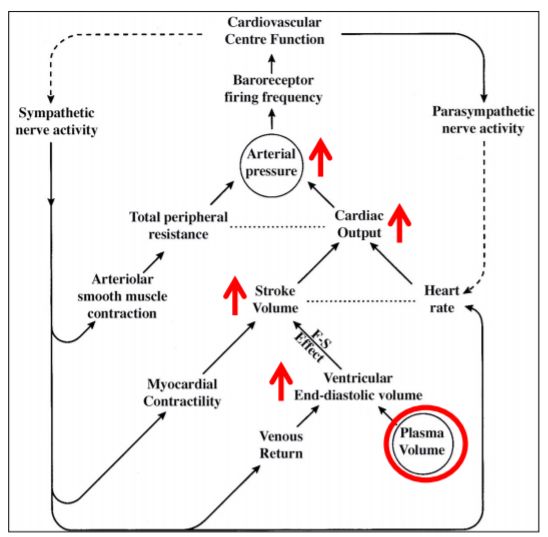 Cardiovascular
Centre Function
Baroreceptor
firing frequency
Sympathetic
nerve activity
Parasympathetic
nerve activity
Arterial
pressure
Total peripheral
resistance
Cardiac
Output
Arteriolar
smooth muscle
contraction
Stroke
Volume
Heart
rate
F-S
Effect
Myocardial
Contractility
Ventricular
End-diastolic volume
Venous
Return
Plasma
Volume